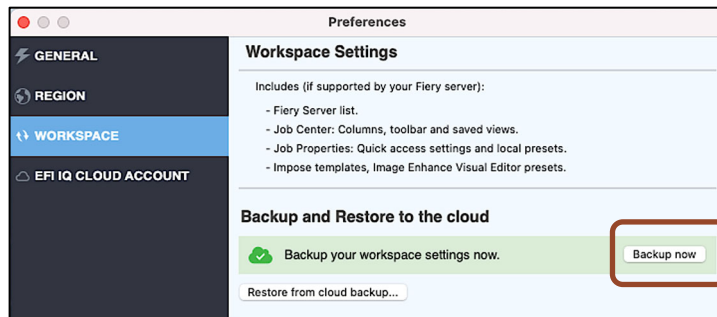 Preferences
GENERAL
REGION
WORKSPACE
EFI IQ CLOUD ACCOUNT
Workspace Settings
Includes (if supported by your Fiery server):
- Fiery Server list.
- Job Center: Columns, toolbar and saved views.
- Job Properties: Quick access settings and local presets.
- Impose templates, Image Enhance Visual Editor presets.
Backup and Restore to the cloud
Backup your workspace settings now.
Backup now
Restore from cloud backup...